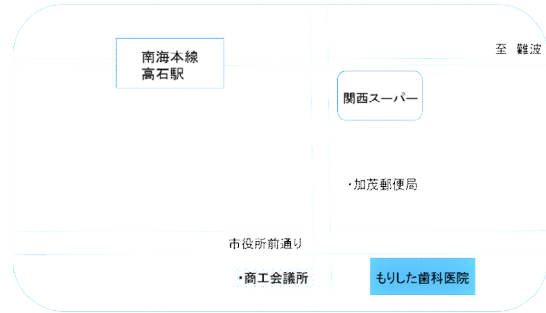 南海本線
高石駅
至 難波
関西スーパー
・加茂郵便局
市役所前通り
・商工会議所
もりした歯科医院